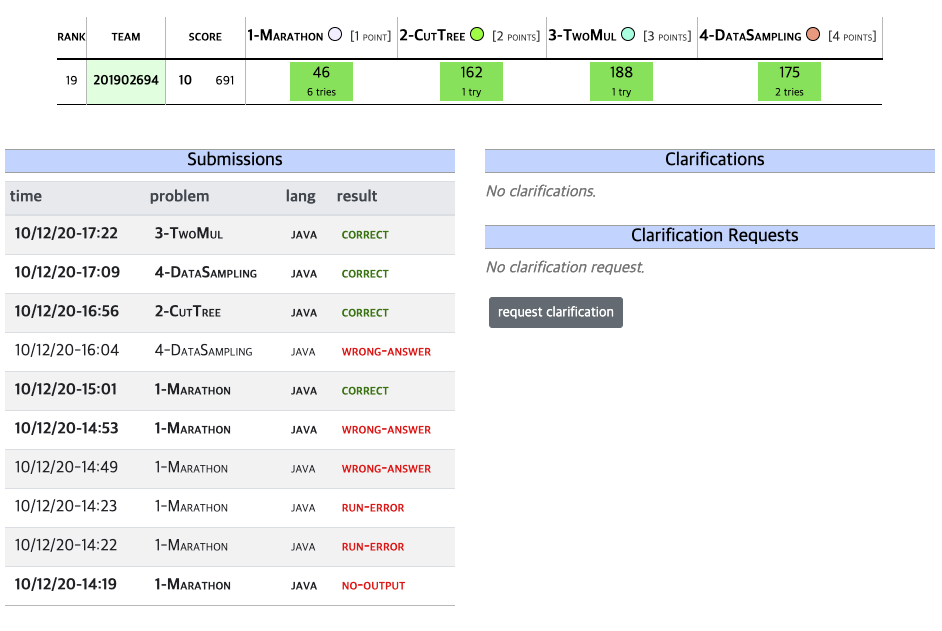 RANK TEAM SCORE 1-MARATHON [1 POINT] 2-CUTTREE [2 POINTS] 3-TWOMUL [3 POINTS] 4-DATASAMPLING [4 POINTS]
19 201902694 10 691 46 162 188 175
6 tries 1 try 1 try 2 tries
Submissions
time problem lang result
10/12/20-17:22 3-TWOMUL JAVA CORRECT
10/12/20-17:09 4-DATASAMPLING JAVA CORRECT
10/12/20-16:56 2-CUTTREE JAVA CORRECT
10/12/20-16:04 4-DATASAMPLING JAVA WRONG-ANSWER
10/12/20-15:01 1-MARATHON JAVA CORRECT
10/12/20-14:53 1-MARATHON JAVA WRONG-ANSWER
10/12/20-14:49 1-MARATHON JAVA WRONG-ANSWER
10/12/20-14:23 1-MARATHON JAVA RUN-ERROR
10/12/20-14:22 1-MARATHON JAVA RUN-ERROR
10/12/20-14:19 1-MARATHON JAVA NO-OUTPUT
Clarifications
No clarifications.
Clarification Requests
No clarification request.
request clarification